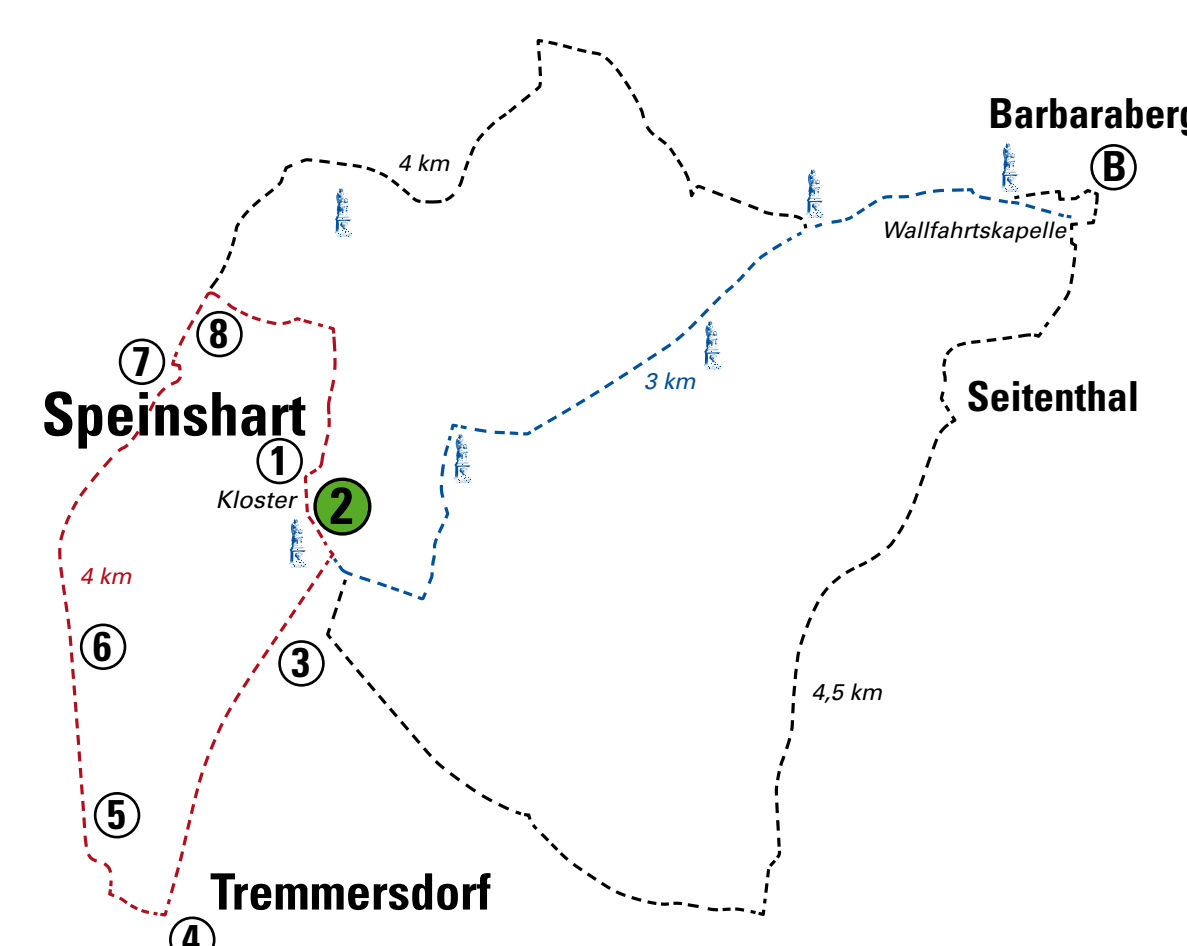 Barbaraberg
B
4 km
Wallfahrtskapelle
8
7
3 km
Seitenthal
Speinshart
1
Kloster
2
4 km
6
3
4,5 km
5
Tremmersdorf
4